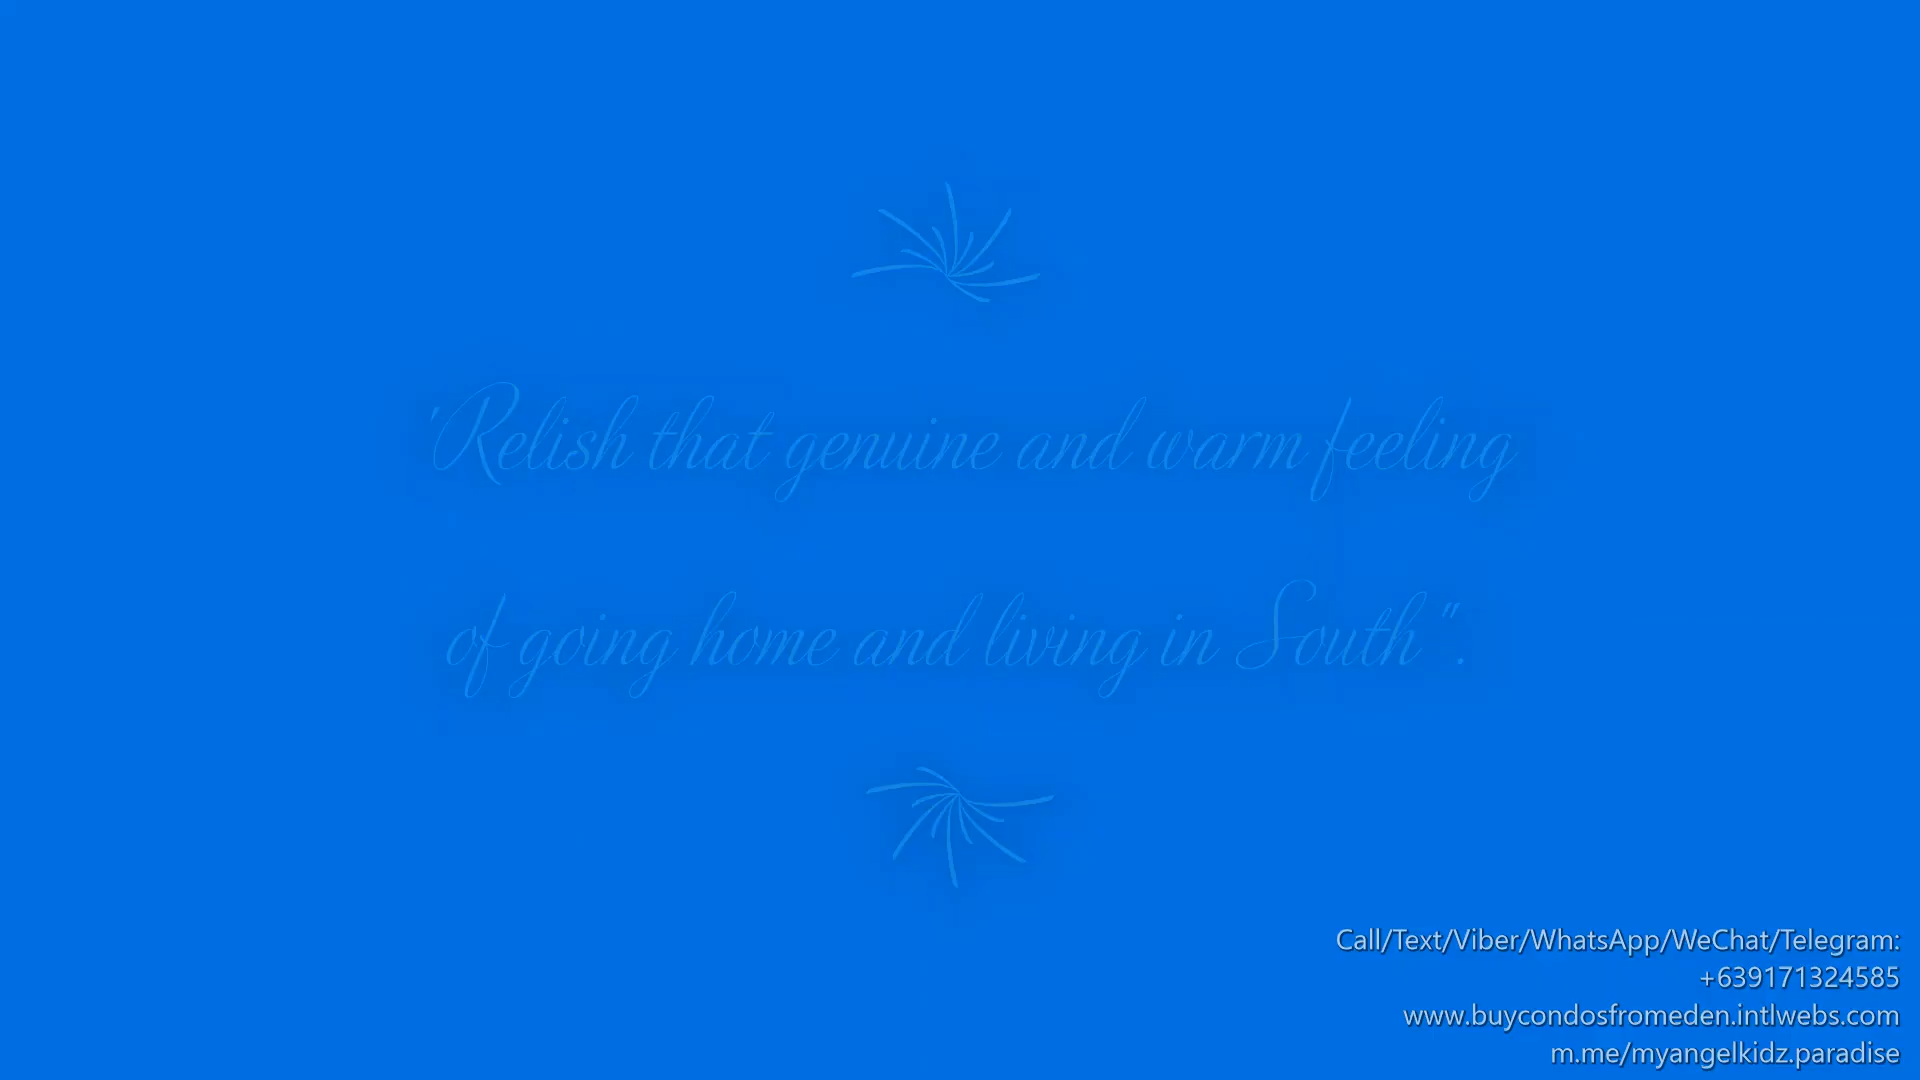 'Relish that genuine and warm feeling
of going home and living in South".
Call/Text/Viber/WhatsApp/WeChat/Telegram:
+639171324585
www.buycondosfromeden.intlwebs.com
m.me/myangelkidz.paradise